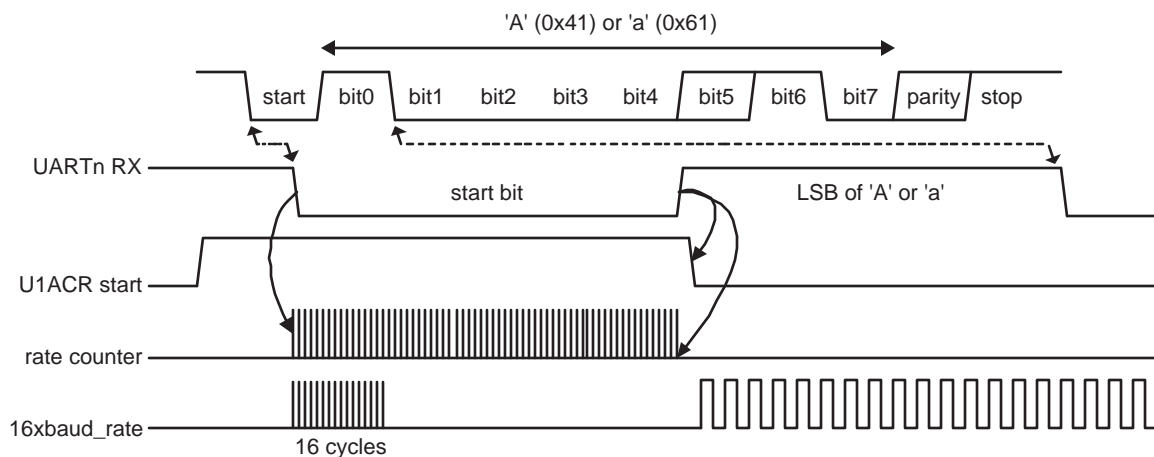 'A' (0x41) or 'a' (0x61)
start bit0 bit1 bit2 bit3 bit4 bit5 bit6 bit7 parity stop
UARTn RX
start bit LSB of 'A' or 'a'
U1ACR start
rate counter
16xbaud_rate
16 cycles